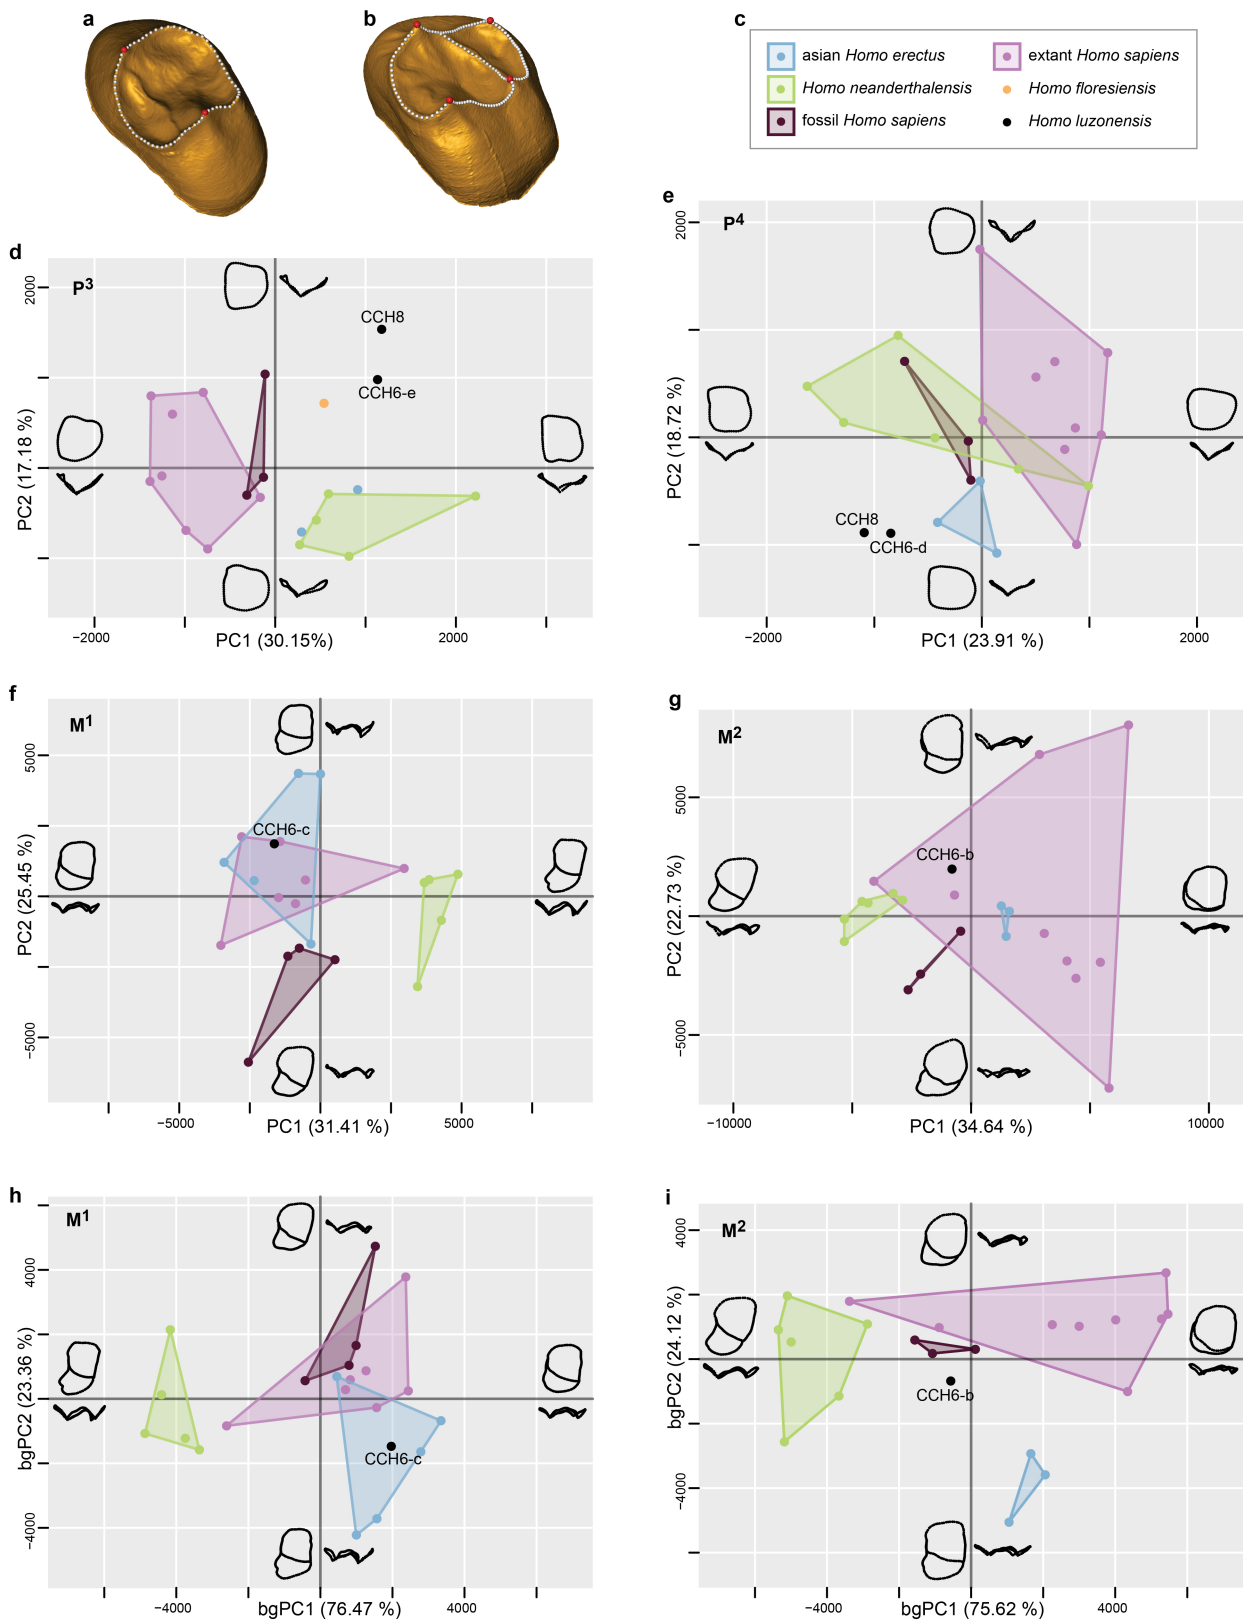 a
b
c
asian Homo erectus
extant Homo sapiens
Homo neanderthalensis
Homo floresiensis
fossil Homo sapiens
Homo luzonensis
d
P3
2000
CCH8
CCH6-e
PC2 (17.18 %)
−2000
2000
PC1 (30.15%)
e
P4
2000
PC2 (18.72 %)
CCH8
CCH6-d
−2000
2000
PC1 (23.91 %)
f
M1
5000
CCH6-c
PC2 (25.45 %)
−5000
−5000
5000
PC1 (31.41 %)
g
M2
5000
CCH6-b
PC2 (22.73 %)
−5000
−10000
10000
PC1 (34.64 %)
h
M1
4000
bgPC2 (23.36 %)
CCH6-c
−4000
−4000
4000
bgPC1 (76.47 %)
i
M2
4000
bgPC2 (24.12 %)
CCH6-b
−4000
−4000
4000
bgPC1 (75.62 %)